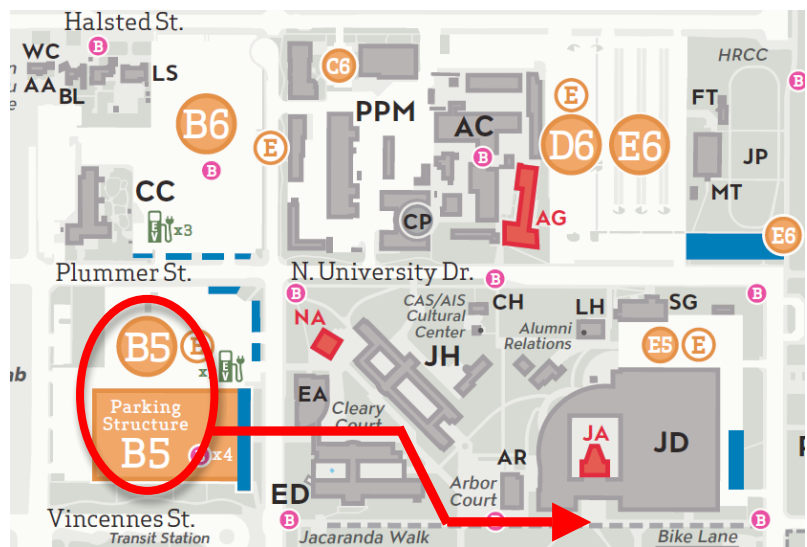 Halsted St.
B
WC
AA
BL
LS
B6
B
E
CC
EV x3
C6
PPM
AC
B
CP
AG
E
D6
E6
HRCC
FT
JP
MT
B
E6
Plummer St.
N. University Dr.
B
B
B
B5
E
EV
x
Parking
Structure
B5
x4
NA
EA
Cleary
Court
JH
CAS/AIS
Cultural
Center
CH
LH
Alumni
Relations
SG
E5
E
JA
JD
AR
Arbor
Court
ED
B
B
B
Vincennes St.
Transit Station
Jacaranda Walk
Bike Lane